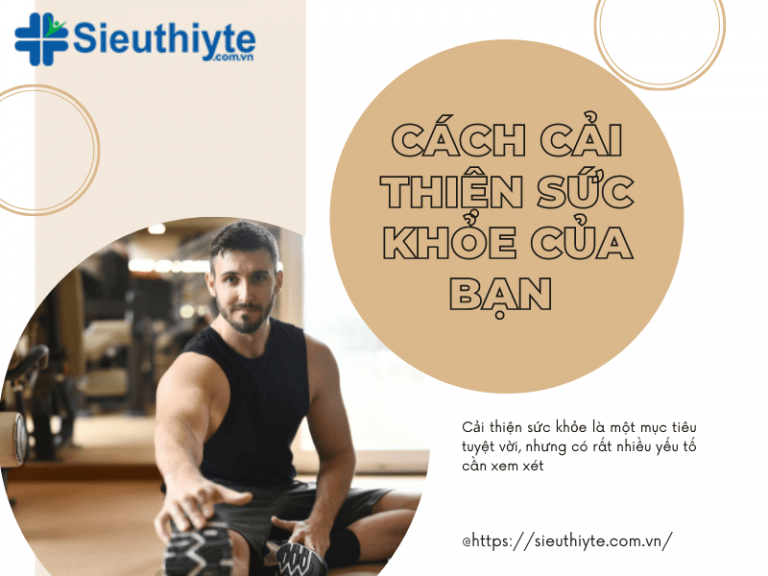 Sieuthiyte
.com.vn
CÁCH CẢI
THIỆN SỨC
KHỎE CỦA
BẠN
Cải thiện sức khỏe là một mục tiêu
tuyệt vời, nhưng có rất nhiều yếu tố
cần xem xét
@https://sieuthiyte.com.vn/